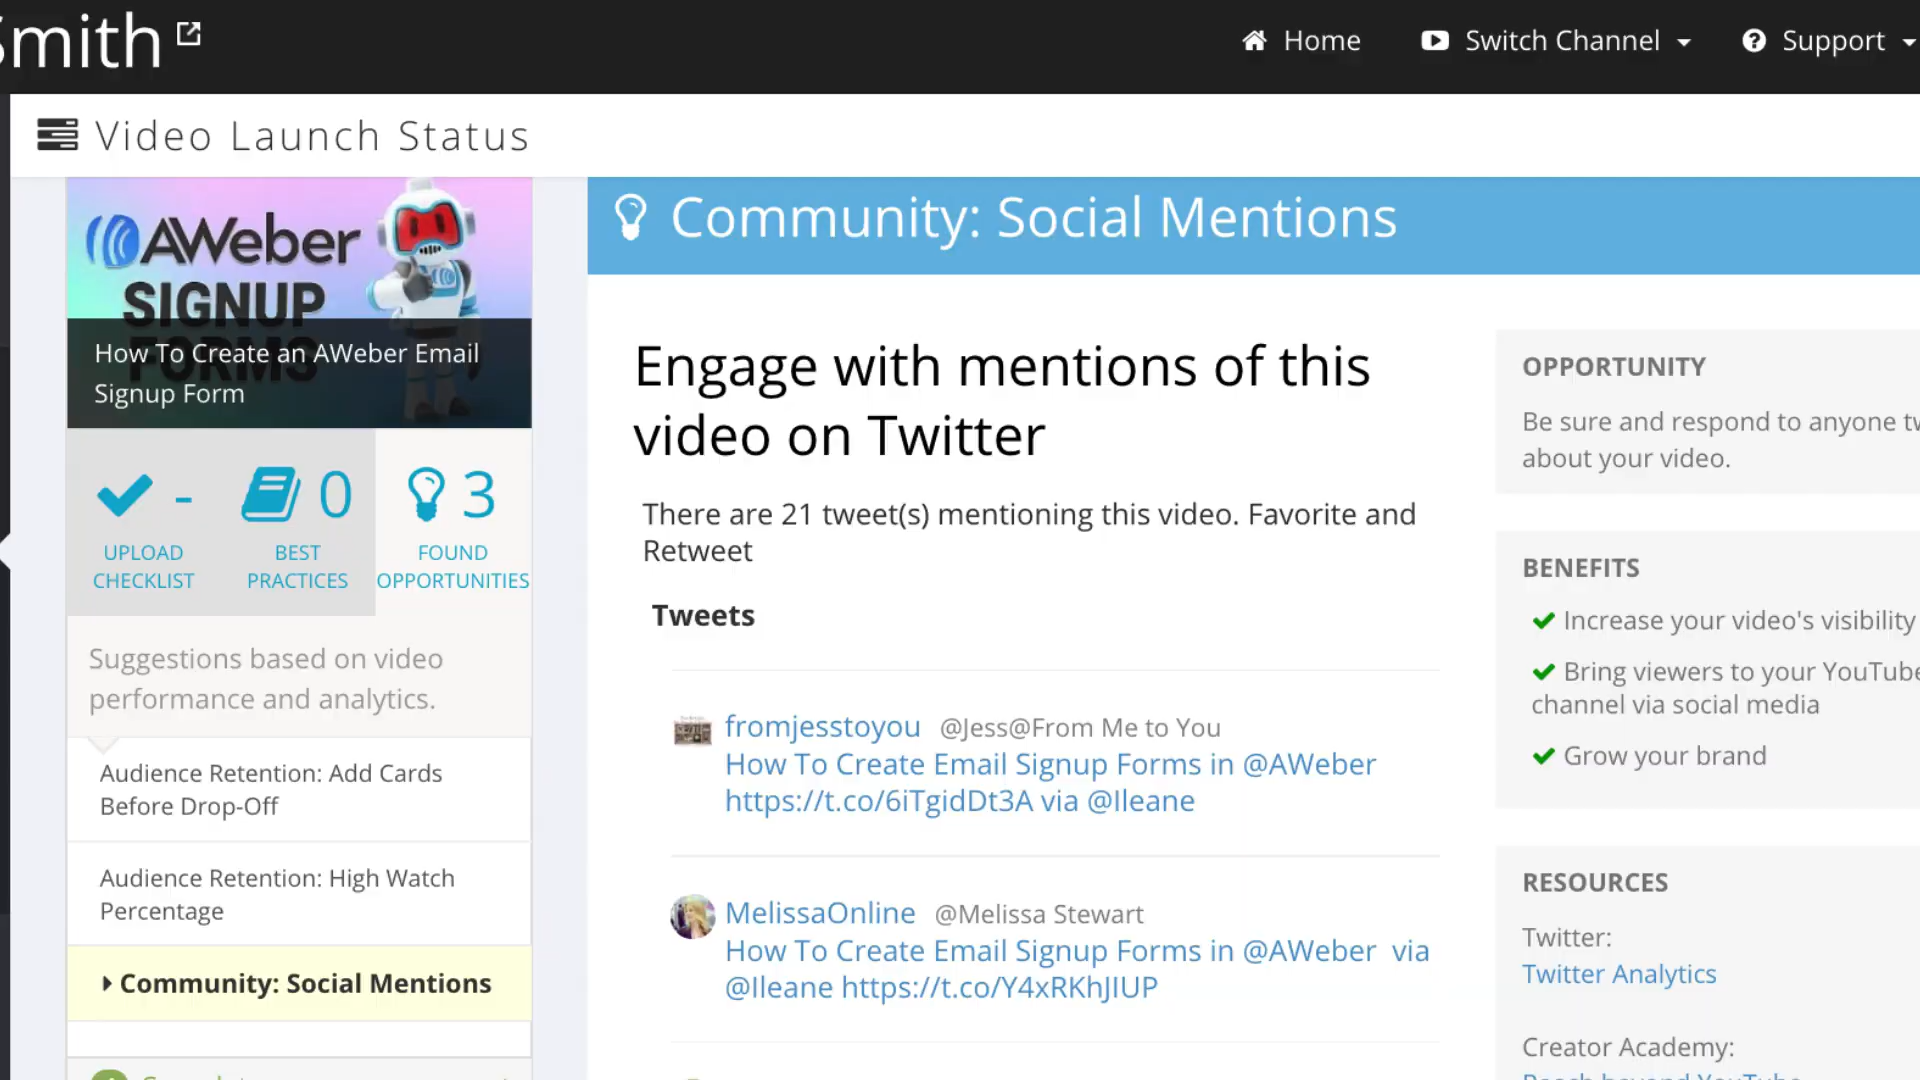 Smith
Home
Switch Channel
Support
Video Launch Status
AWeber
SIGNUP
FORMS
How To Create an AWeber Email
Signup Form
- 0 3
UPLOAD CHECKLIST
BEST PRACTICES
FOUND OPPORTUNITIES
Suggestions based on video
performance and analytics.
Audience Retention: Add Cards
Before Drop-Off
Audience Retention: High Watch
Percentage
Community: Social Mentions
Community: Social Mentions
Engage with mentions of this
video on Twitter
There are 21 tweet(s) mentioning this video. Favorite and
Retweet
Tweets
fromjesstoyou @Jess@From Me to You
How To Create Email Signup Forms in @AWeber
https://t.co/6iTgidDt3A via @Ileane
MelissaOnline @Melissa Stewart
How To Create Email Signup Forms in @AWeber via
@Ileane https://t.co/Y4xRKhJIUP
OPPORTUNITY
Be sure and respond to anyone tw
about your video.
BENEFITS
Increase your video's visibility
Bring viewers to your YouTube
channel via social media
Grow your brand
RESOURCES
Twitter:
Twitter Analytics
Creator Academy: